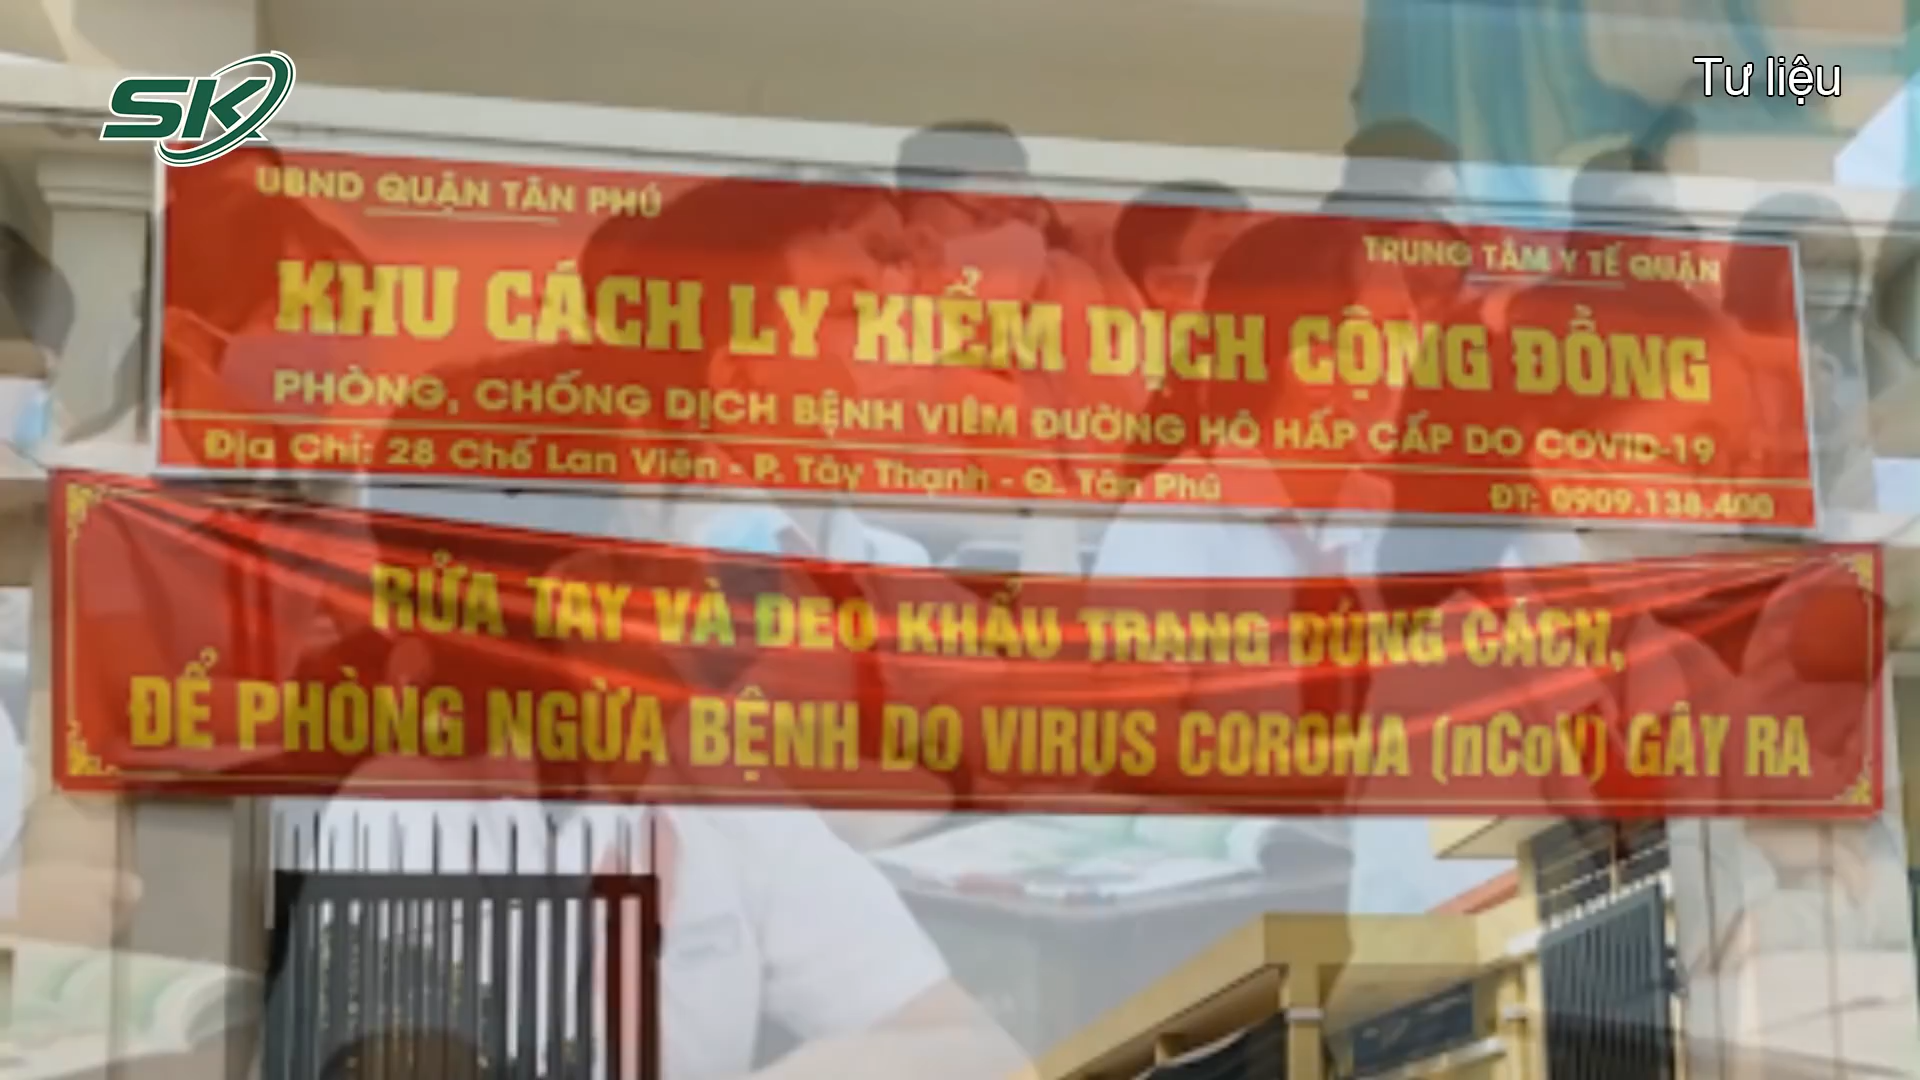 SK
Tư liệu
UBND QUẬN TÂN PHÚ
TRUNG TÂM Y TẾ QUẬN
KHU CÁCH LY KIỂM DỊCH CỘNG ĐỒNG
PHÒNG, CHỐNG DỊCH BỆNH VIÊM ĐƯỜNG HÔ HẤP CẤP DO COVID-19
Địa Chỉ: 28 Chế Lan Viên - P. Tây Thạnh - Q. Tân Phú
ĐT: 0909.138.400
RỬA TAY VÀ ĐEO KHẨU TRANG ĐÚNG CÁCH,
ĐỂ PHÒNG NGỪA BỆNH DO VIRUS CORONA (nCoV) GÂY RA